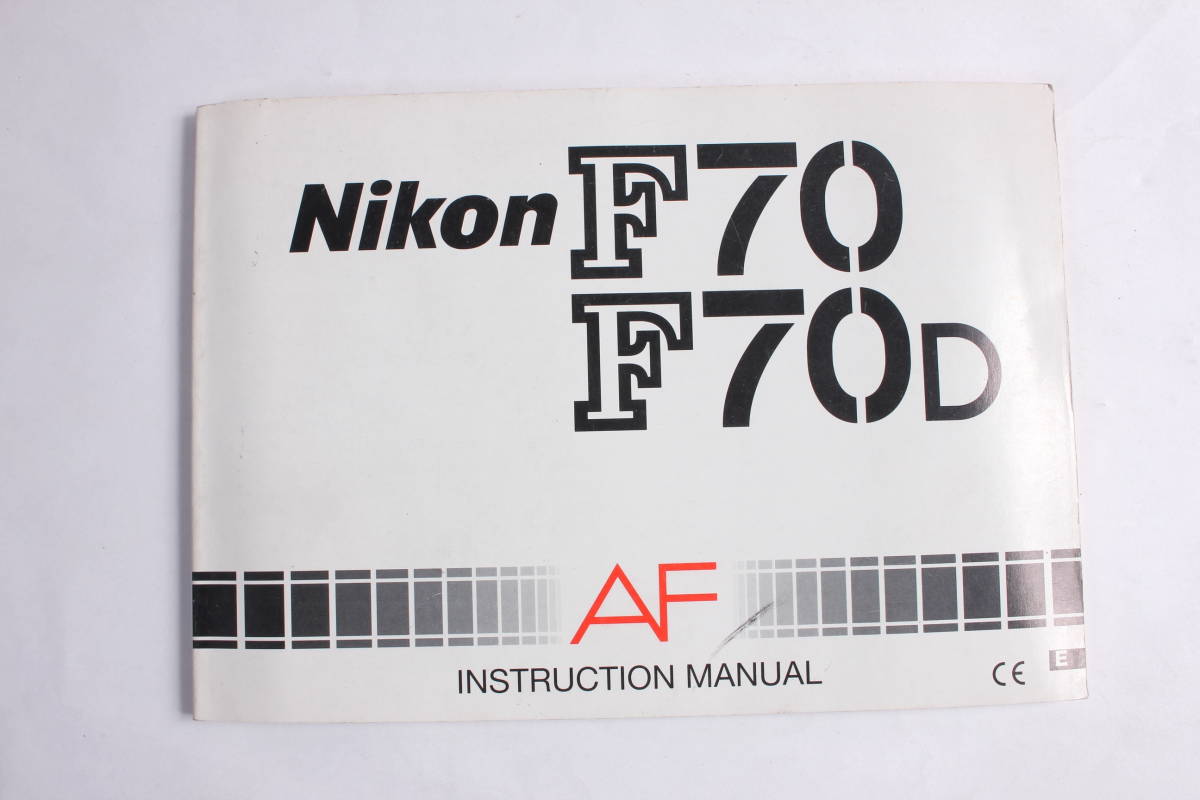 Nikon F70
F70D
AF
INSTRUCTION MANUAL
CE E